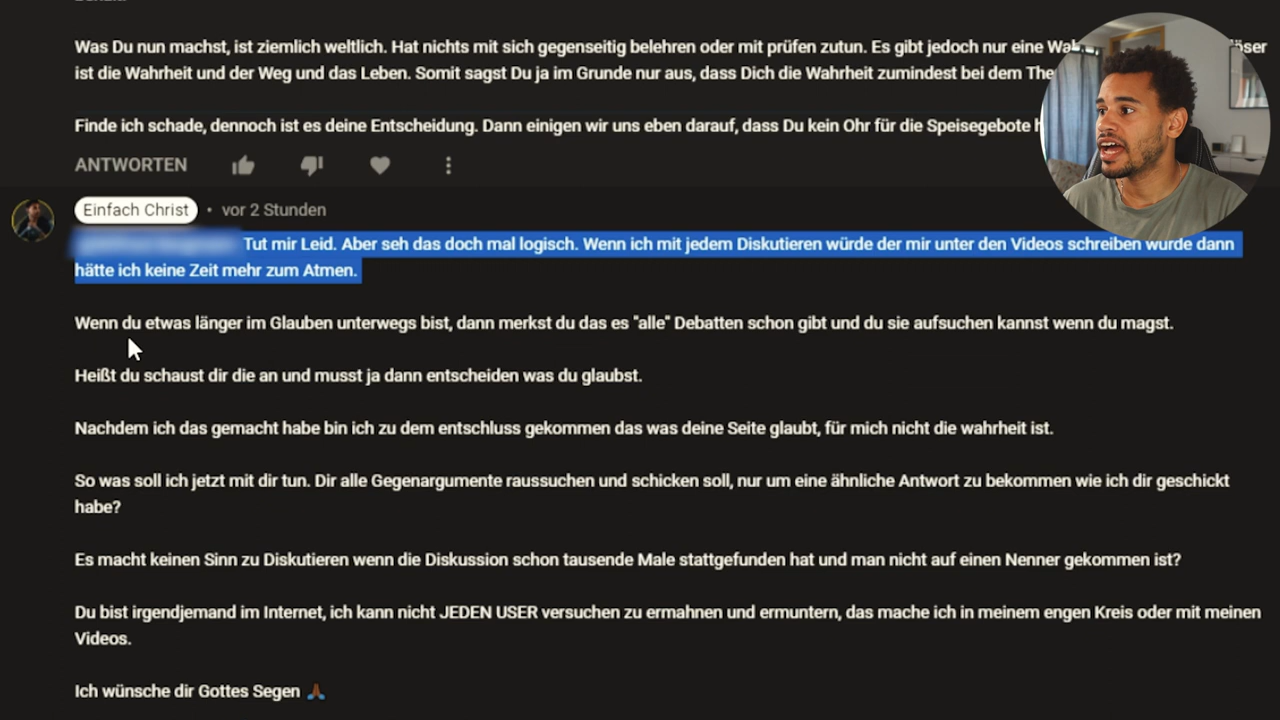 Was Du nun machst, ist ziemlich weltlich. Hat nichts mit sich gegenseitig belehren oder mit prüfen zutun. Es gibt jedoch nur eine
ist die Wahrheit und der Weg und das Leben. Somit sagst Du ja im Grunde nur aus, dass Dich die Wahrheit zumindest bei dem
Finde ich schade, dennoch ist es deine Entscheidung. Dann einigen wir uns eben darauf, dass Du kein Ohr für die Speisegebote
ANTWORTEN
Einfach Christ • vor 2 Stunden
Tut mir Leid. Aber seh das doch mal logisch. Wenn ich mit jedem Diskutieren würde der mir unter den Videos schreiben würde dann
hätte ich keine Zeit mehr zum Atmen.
Wenn du etwas länger im Glauben unterwegs bist, dann merkst du das es "alle" Debatten schon gibt und du sie aufsuchen kannst wenn du magst.
Heißt du schaust dir die an und musst ja dann entscheiden was du glaubst.
Nachdem ich das gemacht habe bin ich zu dem entschluss gekommen das was deine Seite glaubt, für mich nicht die wahrheit ist.
So was soll ich jetzt mit dir tun. Dir alle Gegenargumente raussuchen und schicken soll, nur um eine ähnliche Antwort zu bekommen wie ich dir geschickt
habe?
Es macht keinen Sinn zu Diskutieren wenn die Diskussion schon tausende Male stattgefunden hat und man nicht auf einen Nenner gekommen ist?
Du bist irgendjemand im Internet, ich kann nicht JEDEN USER versuchen zu ermahnen und ermuntern, das mache ich in meinem engen Kreis oder mit meinen
Videos.
Ich wünsche dir Gottes Segen 🙏🏾